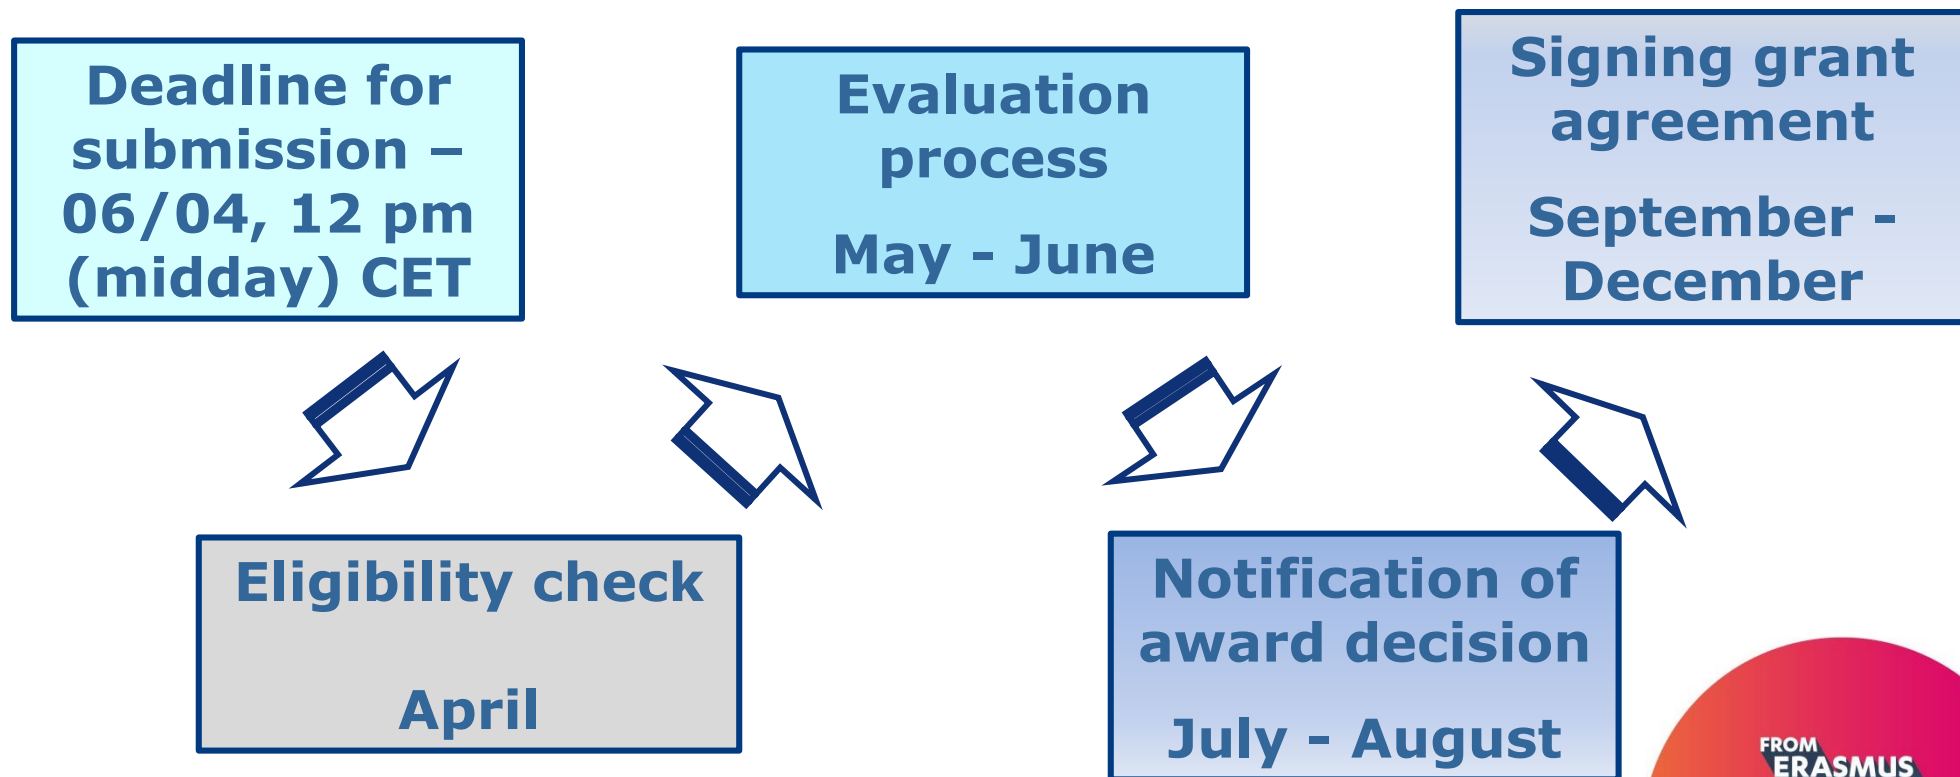 Deadline for
submission –
06/04, 12 pm
(midday) CET
Eligibility check
April
Evaluation
process
May - June
Notification of
award decision
July - August
Signing grant
agreement
September -
December
FROM
ERASMUS